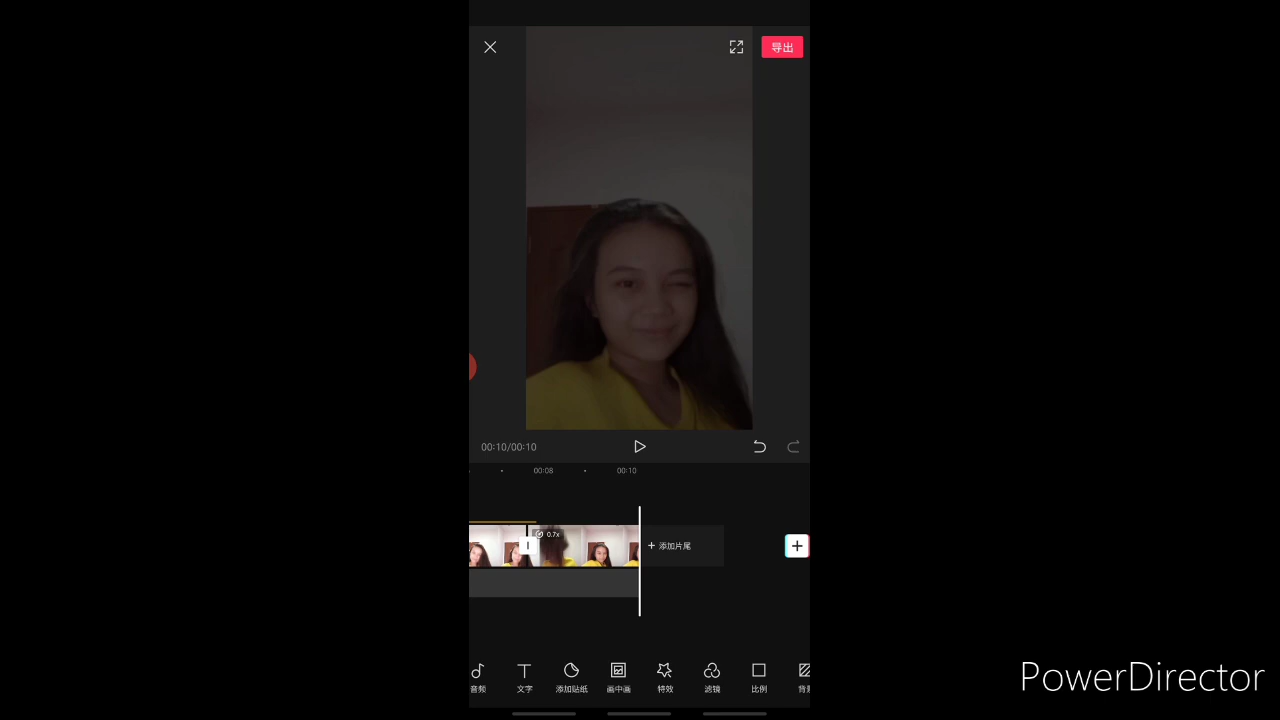 导出
00:10/00:10
00:08
00:10
0.7x
+ 添加片尾
音频
文字
添加贴纸
画中画
特效
滤镜
比例
PowerDirector